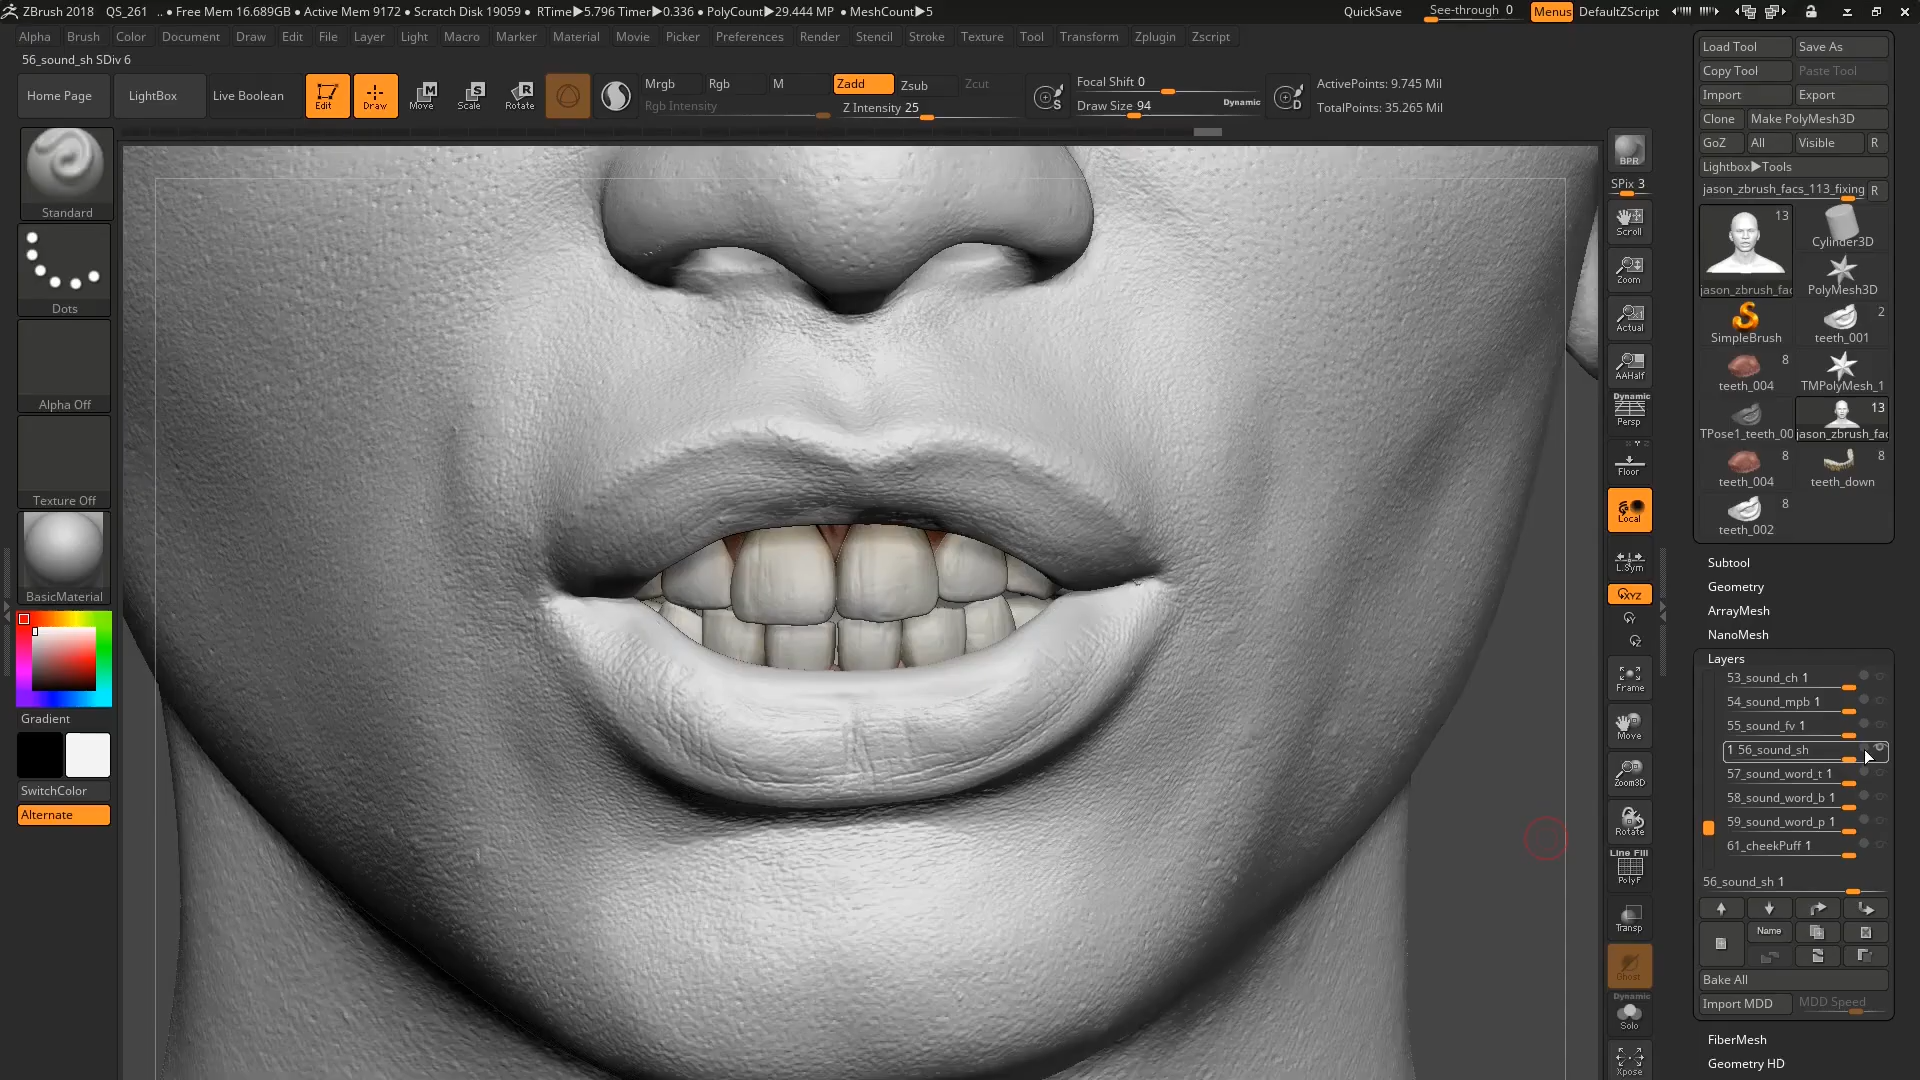 ZBrush 2018 QS_261 .. • Free Mem 16.689GB • Active Mem 9172 • Scratch Disk 19059 • RTime▶5.796 Timer▶0.336 • PolyCount▶29.444 MP • MeshCount▶5 QuickSave See-through 0 Menus DefaultZScript
Alpha Brush Color Document Draw Edit File Layer Light Macro Marker Material Movie Picker Preferences Render Stencil Stroke Texture Tool Transform Zplugin Zscript
56_sound_sh SDiv 6
Home Page LightBox Live Boolean Edit Draw Move Scale Rotate
Mrgb Rgb M Zadd Zsub Zcut
Rgb Intensity Z Intensity 25
Focal Shift 0
Draw Size 94 Dynamic
S
D
ActivePoints: 9.745 Mil
TotalPoints: 35.265 Mil
Standard
Dots
Alpha Off
Texture Off
BasicMaterial
Gradient
SwitchColor
Alternate
BPR
SPix 3
Scroll
Zoom
Actual
AAHalf
Dynamic
Persp
Floor
Local
L.Sym
XYZ
Y
Z
Frame
Move
Zoom3D
Rotate
Line Fill
PolyF
Transp
Ghost
Dynamic
Solo
Xpose
Load Tool Save As
Copy Tool Paste Tool
Import Export
Clone Make PolyMesh3D
GoZ All Visible R
Lightbox▶Tools
jason_zbrush_facs_113_fixing R
13
jason_zbrush_fac
Cylinder3D
PolyMesh3D
SimpleBrush
2
teeth_001
8
teeth_004
TMPolyMesh_1
TPose1_teeth_00
13
jason_zbrush_fac
8
teeth_004
8
teeth_down
8
teeth_002
Subtool
Geometry
ArrayMesh
NanoMesh
Layers
53_sound_ch 1
54_sound_mpb 1
55_sound_fv 1
1 56_sound_sh
57_sound_word_t 1
58_sound_word_b 1
59_sound_word_p 1
61_cheekPuff 1
56_sound_sh 1
Name
Bake All
Import MDD MDD Speed
FiberMesh
Geometry HD